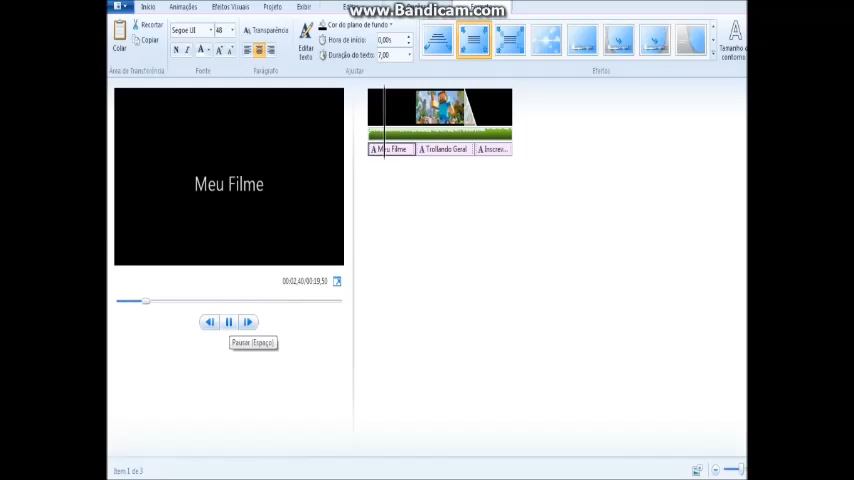 www.Bandicam.com
Início
Animações
Efeitos Visuais
Projeto
Exibir
Colar
Recortar
Copiar
Área de Transferência
Segoe UI
48
N I A A A
Fonte
Transparência
Parágrafo
Editar texto
Cor do plano de fundo
Hora de início: 0,00s
Duração do texto: 7,00
Ajustar
Efeitos
Tamanho
contorno
Meu Filme
00:02,40/00:19,50
Pausar (Espaço)
A Meu Filme
A Trollando Geral
A Inscrev...
Item 1 de 3